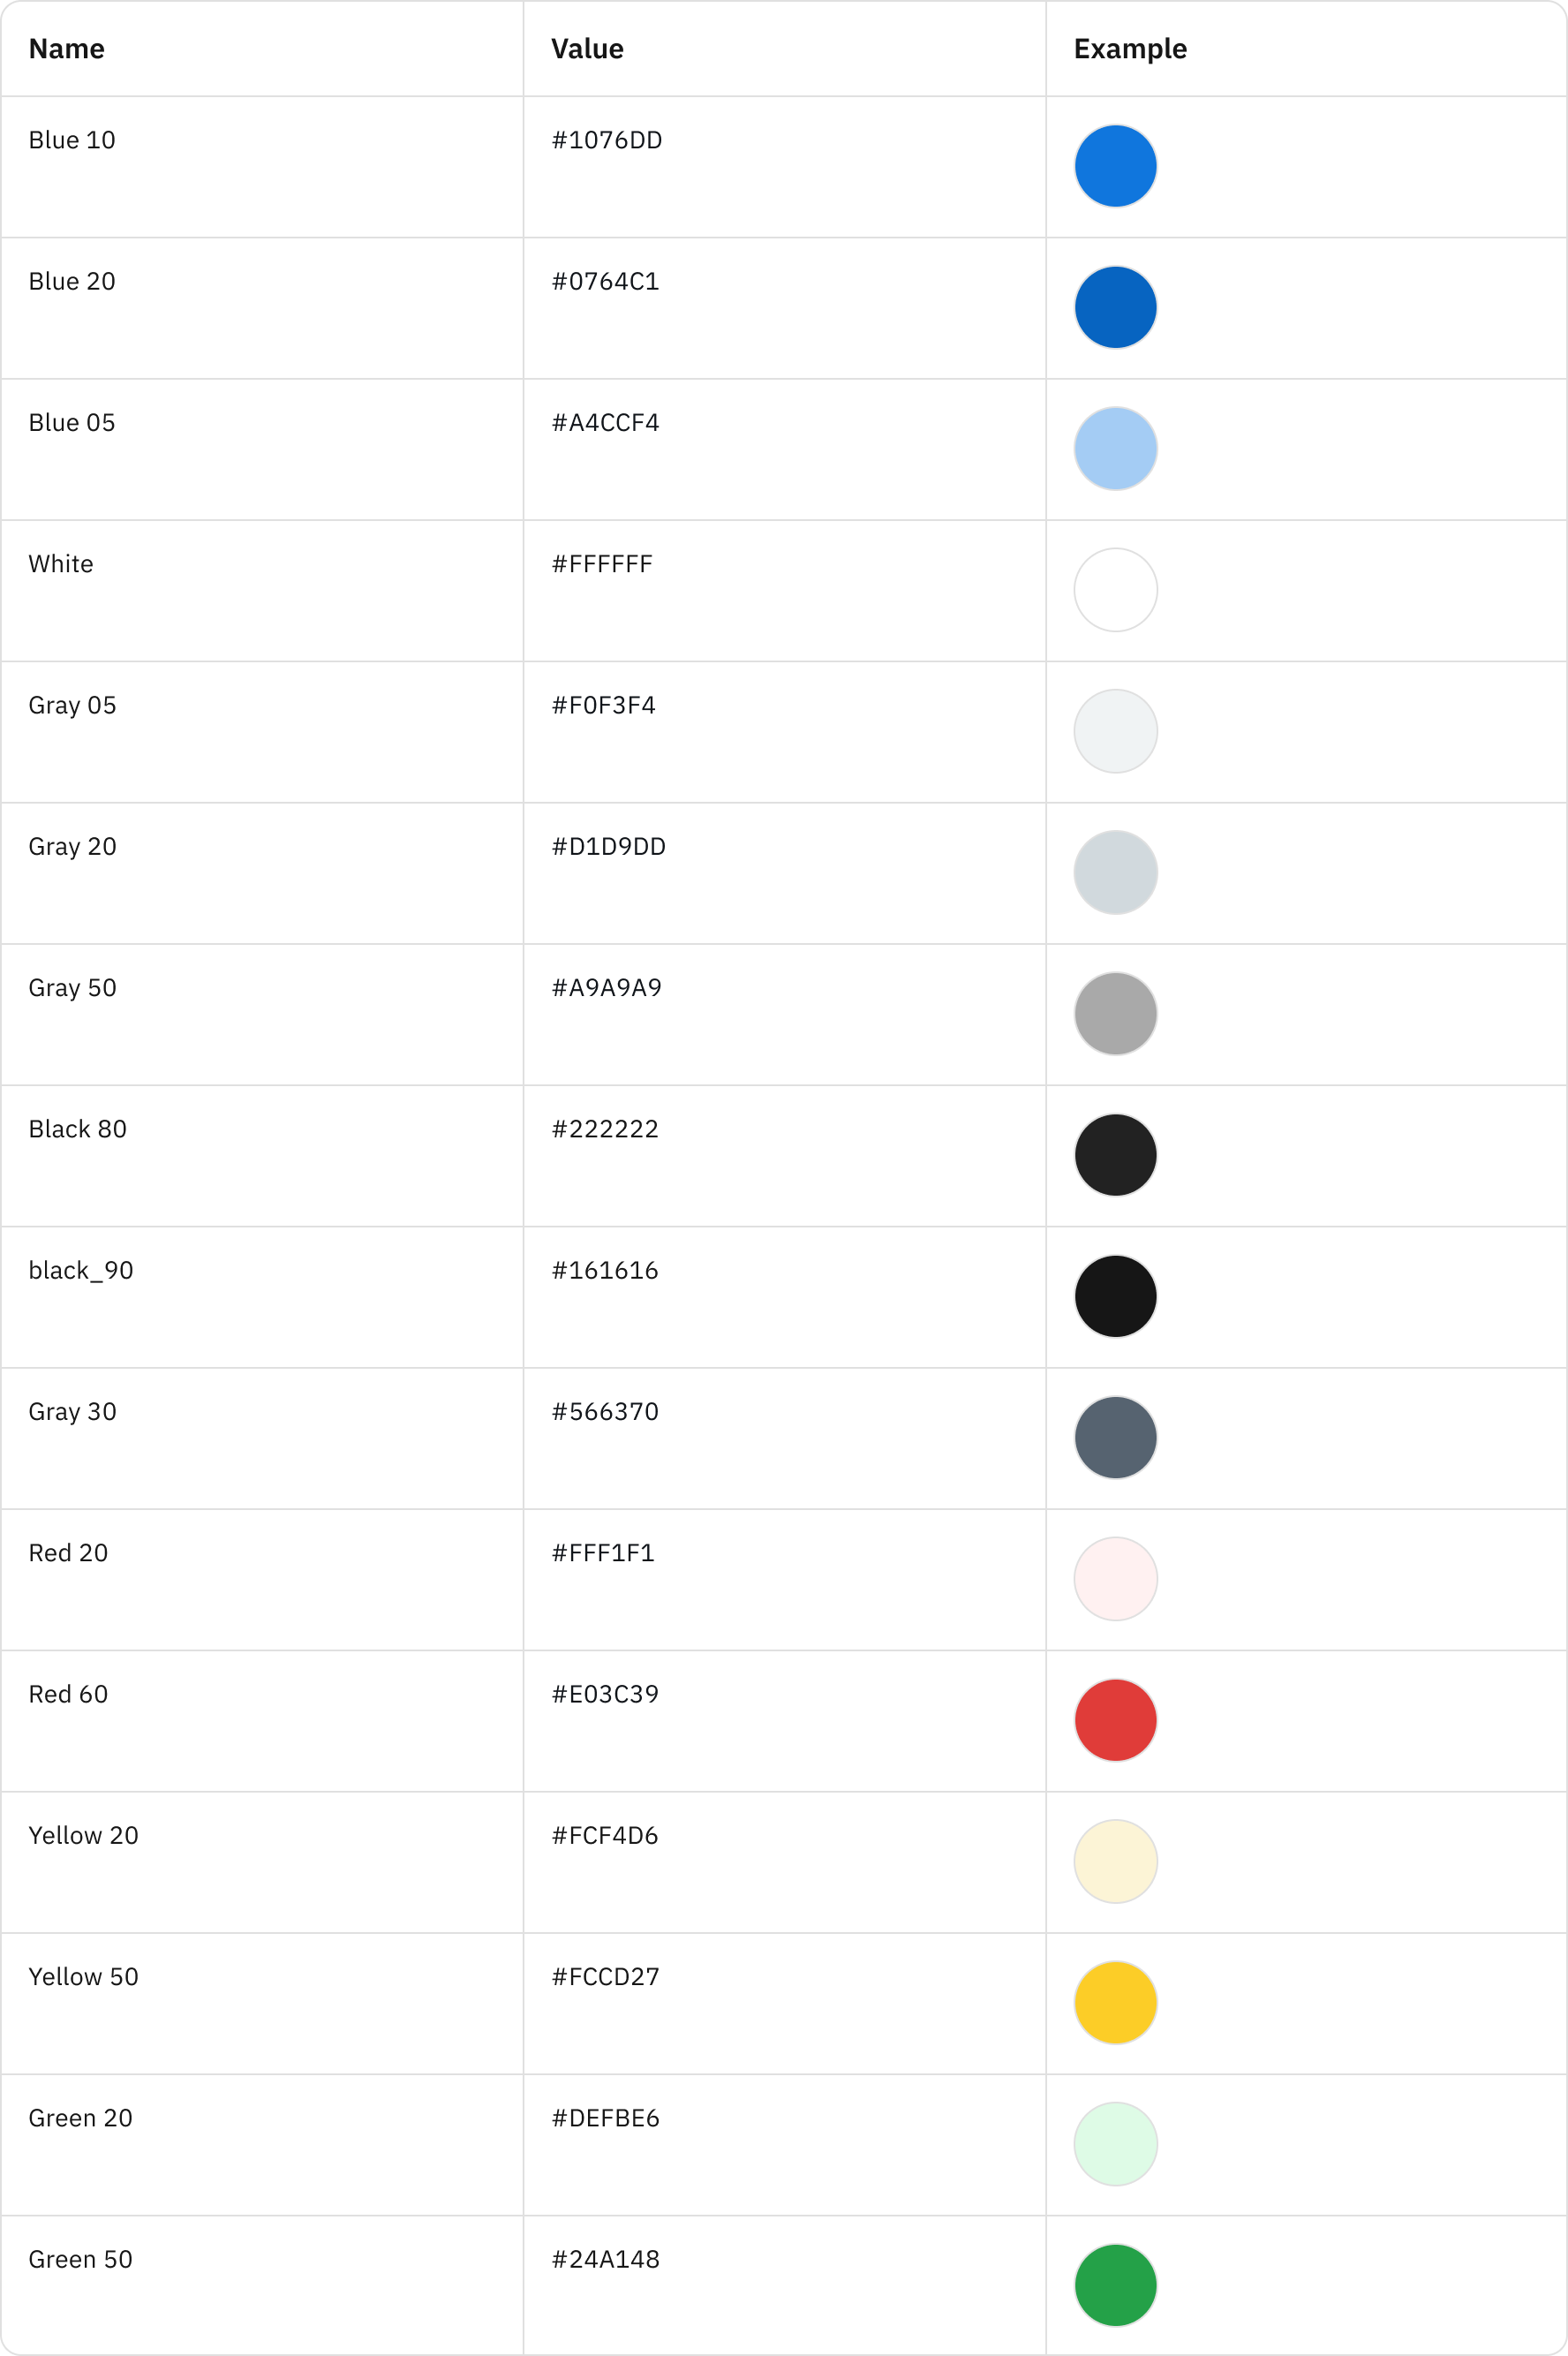 Name Value Example
Blue 10 #1076DD
Blue 20 #0764C1
Blue 05 #A4CCF4
White #FFFFFF
Gray 05 #F0F3F4
Gray 20 #D1D9DD
Gray 50 #A9A9A9
Black 80 #222222
black_90 #161616
Gray 30 #566370
Red 20 #FFF1F1
Red 60 #E03C39
Yellow 20 #FCF4D6
Yellow 50 #FCCD27
Green 20 #DEFBE6
Green 50 #24A148